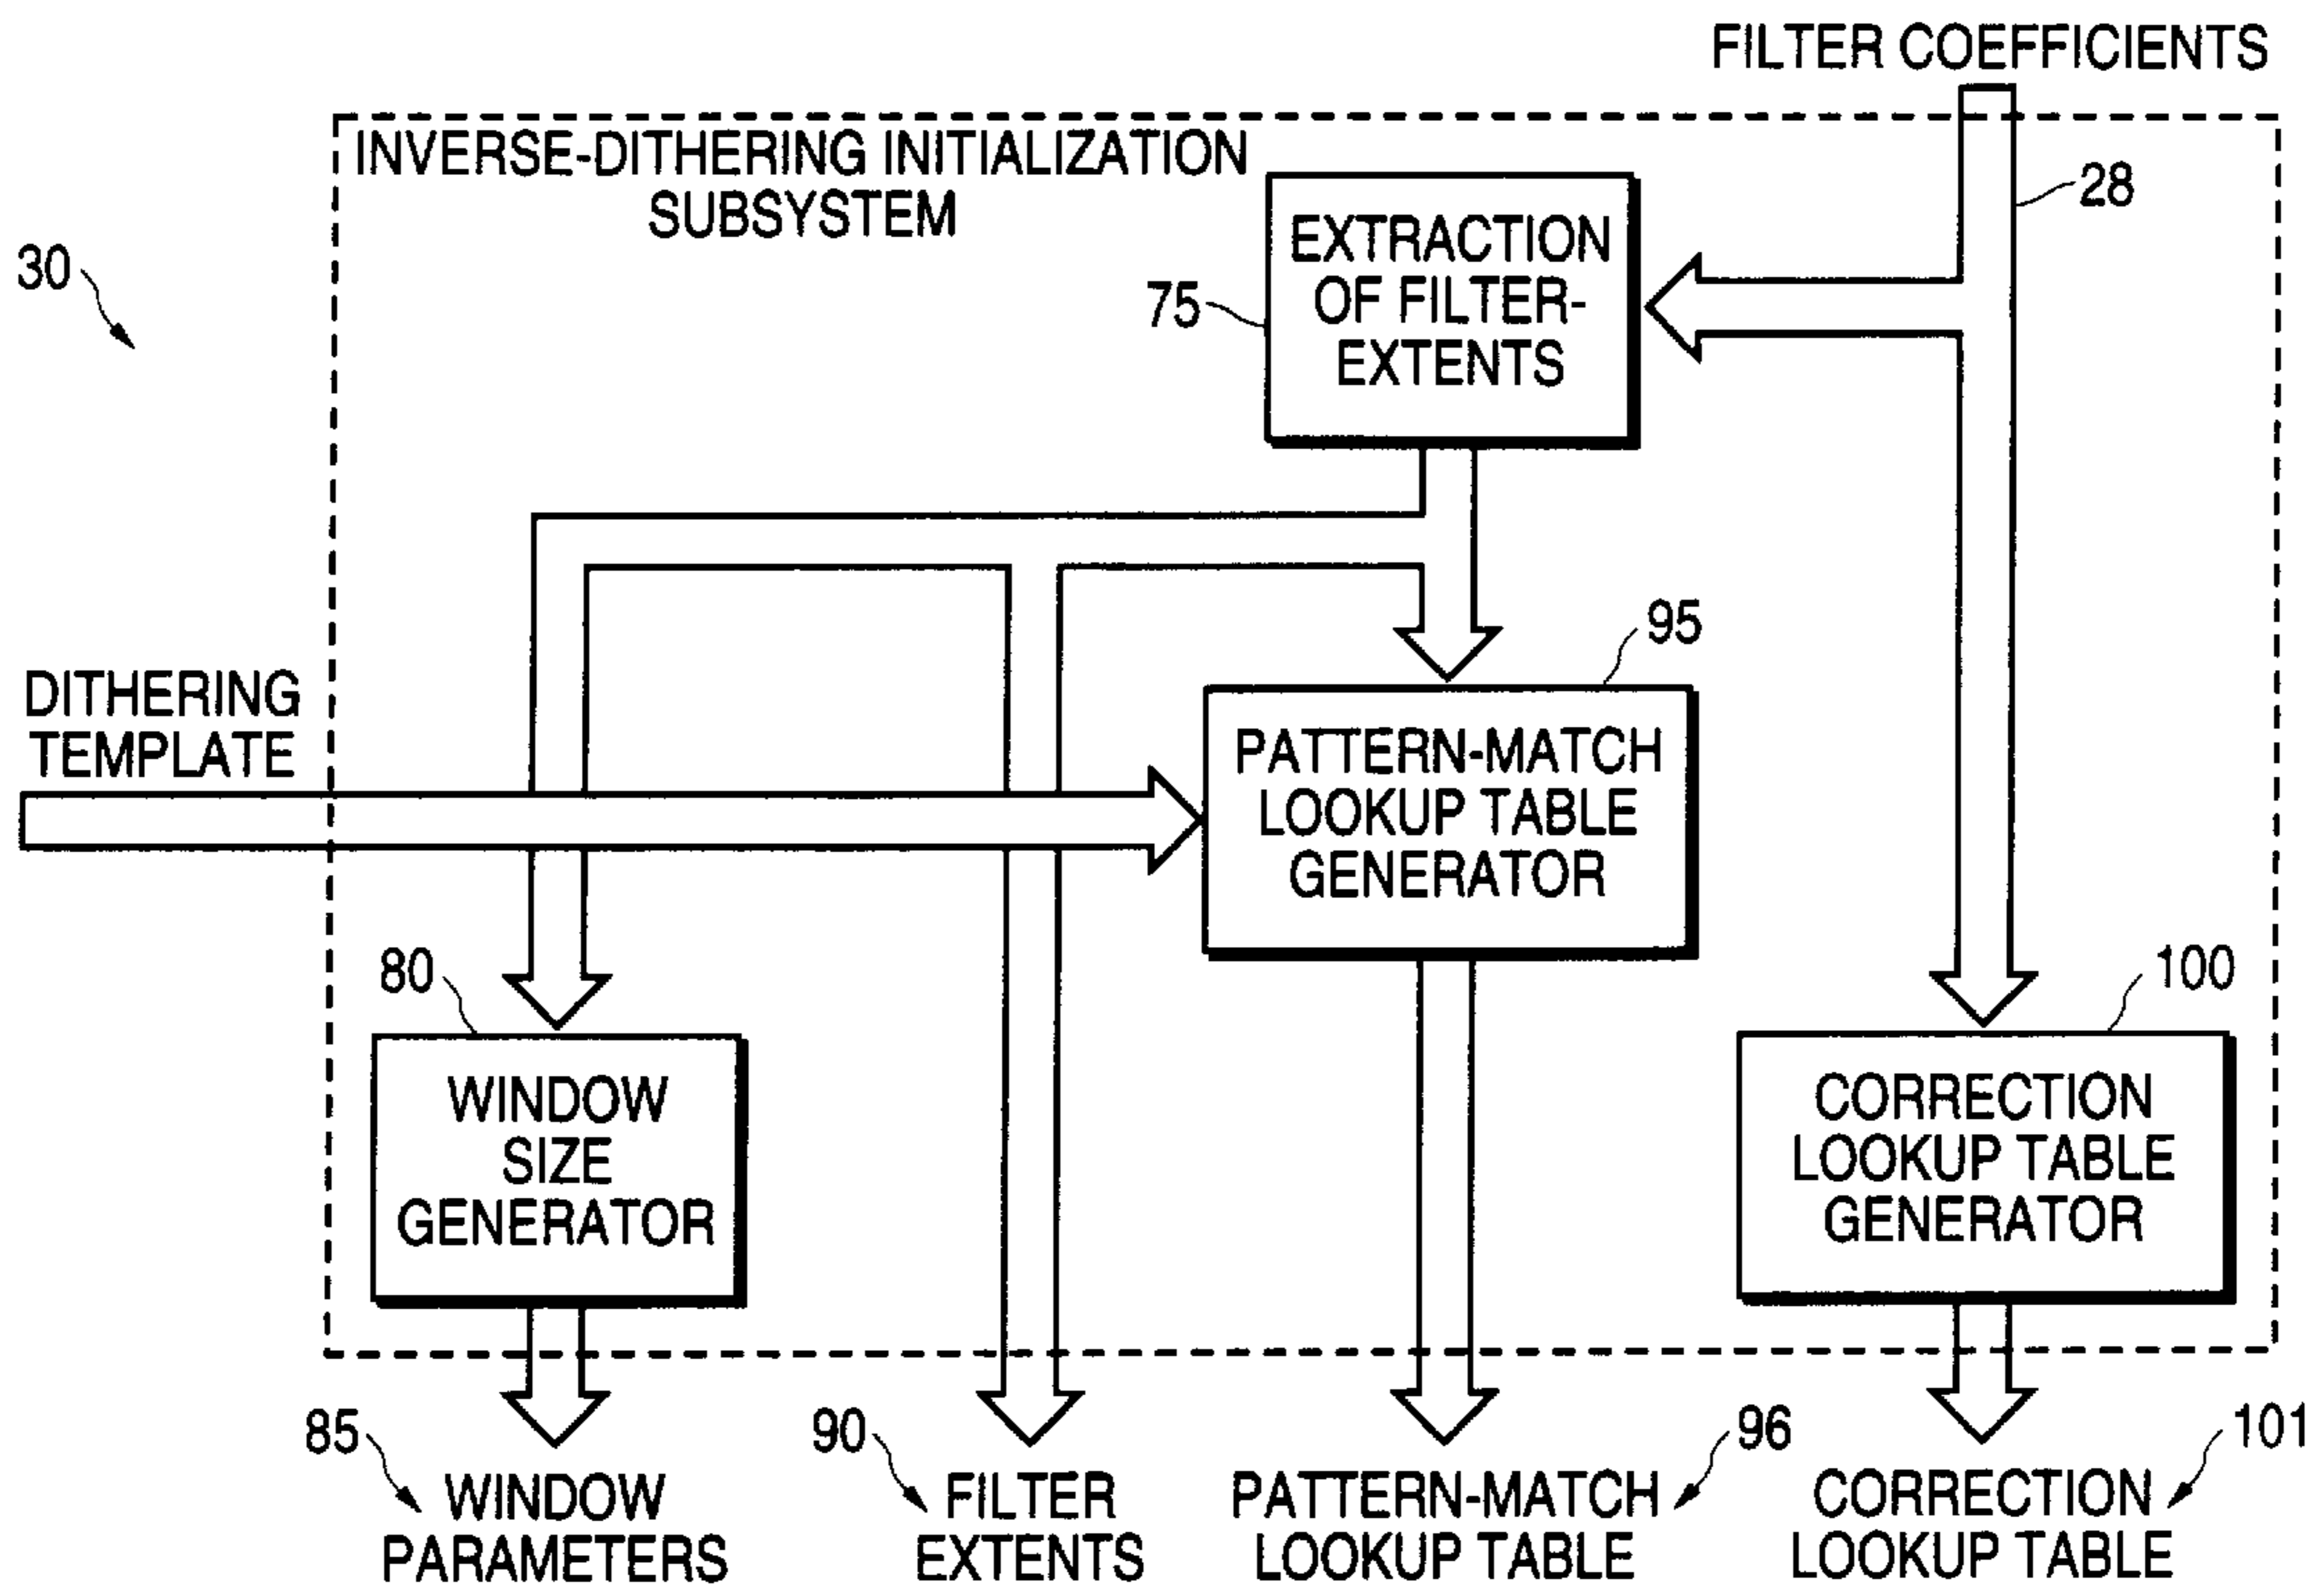 FILTER COEFFICIENTS
INVERSE-DITHERING INITIALIZATION
SUBSYSTEM
28
30
EXTRACTION
OF FILTER-
EXTENTS
75
95
DITHERING
TEMPLATE
PATTERN-MATCH
LOOKUP TABLE
GENERATOR
80
100
WINDOW
SIZE
GENERATOR
CORRECTION
LOOKUP TABLE
GENERATOR
85
WINDOW
PARAMETERS
90
FILTER
EXTENTS
96
PATTERN-MATCH
LOOKUP TABLE
101
CORRECTION
LOOKUP TABLE